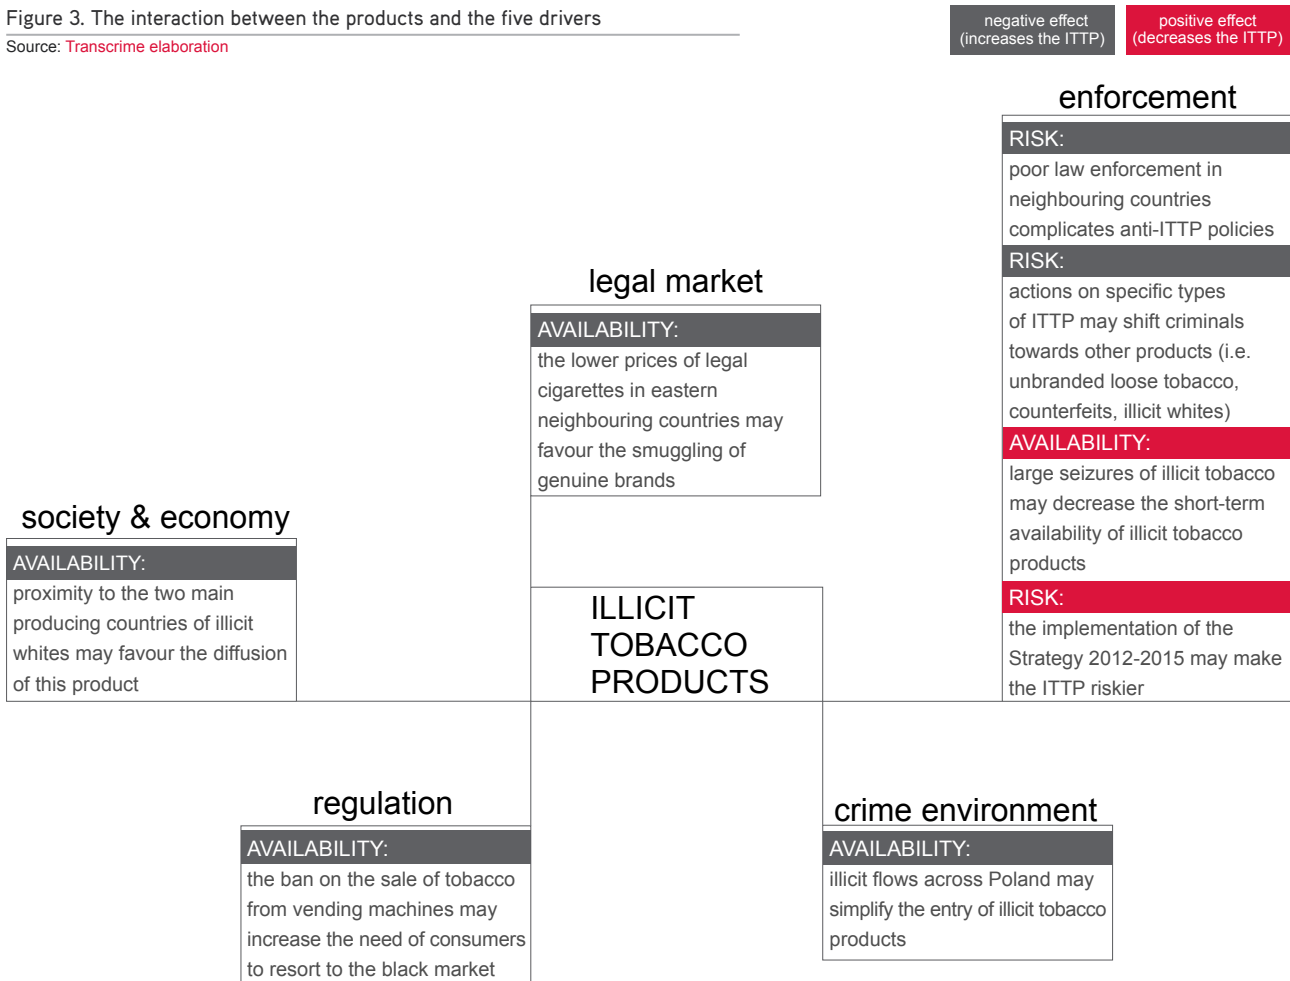 Figure 3. The interaction between the products and the five drivers
Source: Transcrime elaboration
negative effect
(increases the ITTP)
positive effect
(decreases the ITTP)
enforcement
RISK:
poor law enforcement in
neighbouring countries
complicates anti-ITTP policies
RISK:
actions on specific types
of ITTP may shift criminals
towards other products (i.e.
unbranded loose tobacco,
counterfeits, illicit whites)
AVAILABILITY:
large seizures of illicit tobacco
may decrease the short-term
availability of illicit tobacco
products
RISK:
the implementation of the
Strategy 2012-2015 may make
the ITTP riskier
legal market
AVAILABILITY:
the lower prices of legal
cigarettes in eastern
neighbouring countries may
favour the smuggling of
genuine brands
society & economy
AVAILABILITY:
proximity to the two main
producing countries of illicit
whites may favour the diffusion
of this product
ILLICIT
TOBACCO
PRODUCTS
regulation
AVAILABILITY:
the ban on the sale of tobacco
from vending machines may
increase the need of consumers
to resort to the black market
crime environment
AVAILABILITY:
illicit flows across Poland may
simplify the entry of illicit tobacco
products